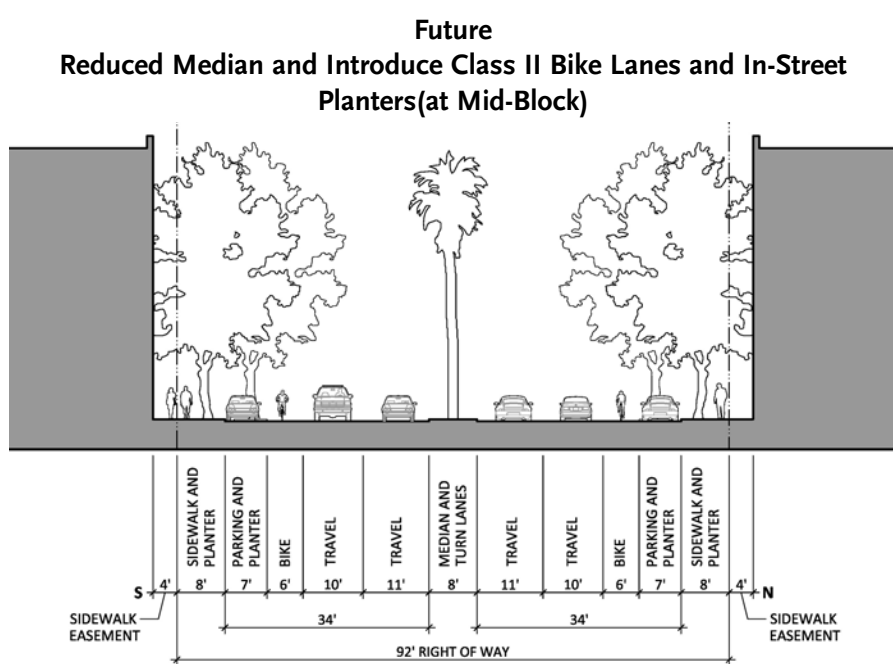 Future
Reduced Median and Introduce Class II Bike Lanes and In-Street
Planters(at Mid-Block)
SIDEWALK AND
PLANTER
PARKING AND
PLANTER
BIKE
TRAVEL
TRAVEL
MEDIAN AND
TURN LANES
TRAVEL
TRAVEL
BIKE
PARKING AND
PLANTER
SIDEWALK AND
PLANTER
S 4' 8' 7' 6' 10' 11' 8' 11' 10' 6' 7' 8' 4' N
SIDEWALK
EASEMENT
34'
34'
SIDEWALK
EASEMENT
92' RIGHT OF WAY